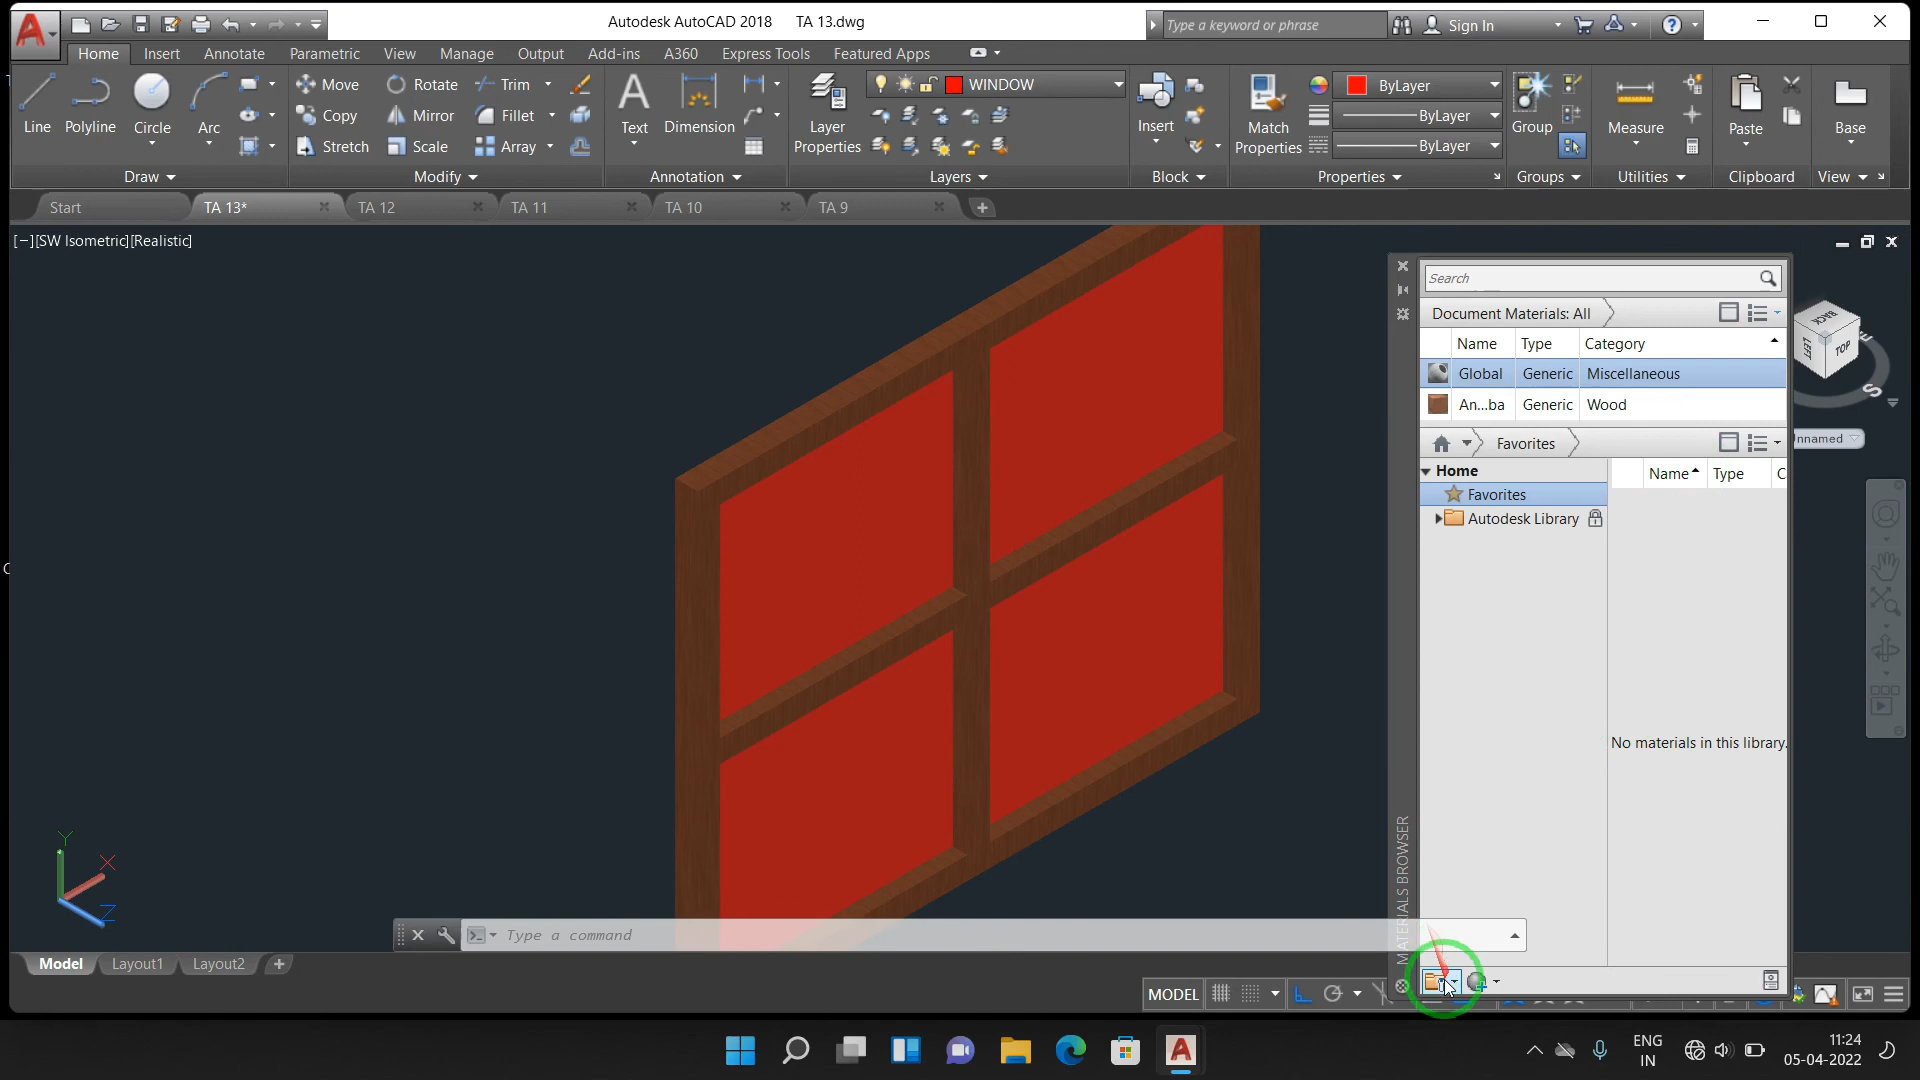 Autodesk AutoCAD 2018 TA 13.dwg
Type a keyword or phrase
Sign In
Home Insert Annotate Parametric View Manage Output Add-ins A360 Express Tools Featured Apps
Line Polyline Circle Arc
Move Rotate Trim
Copy Mirror Fillet
Stretch Scale Array
Text Dimension
Layer Properties
WINDOW
Insert
Match Properties
ByLayer
ByLayer
ByLayer
Group
Measure
Paste
Base
Draw Modify Annotation Layers Block Properties Groups Utilities Clipboard View
Start TA 13* TA 12 TA 11 TA 10 TA 9
[−][SW Isometric][Realistic]
Search
Document Materials: All
Name Type Category
Global Generic Miscellaneous
An...ba Generic Wood
Favorites
Home
Favorites
Autodesk Library
Name Type C
No materials in this library.
MATERIALS BROWSER
BACK
LEFT
TOP
S
nnamed
Y
X
Z
Type a command
Model Layout1 Layout2
MODEL
ENG
IN
11:24
05-04-2022